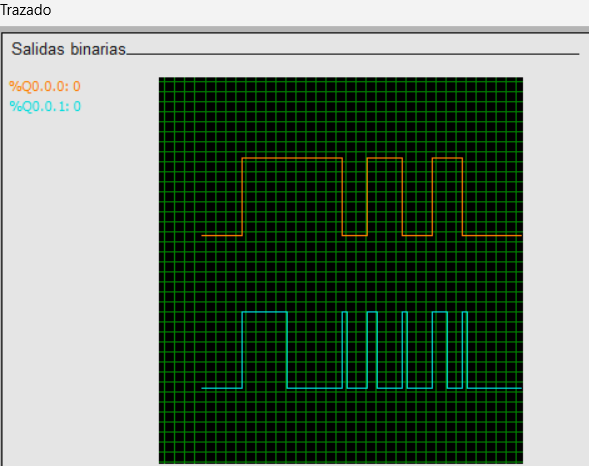 Trazado
Salidas binarias
%Q0.0.0: 0
%Q0.0.1: 0